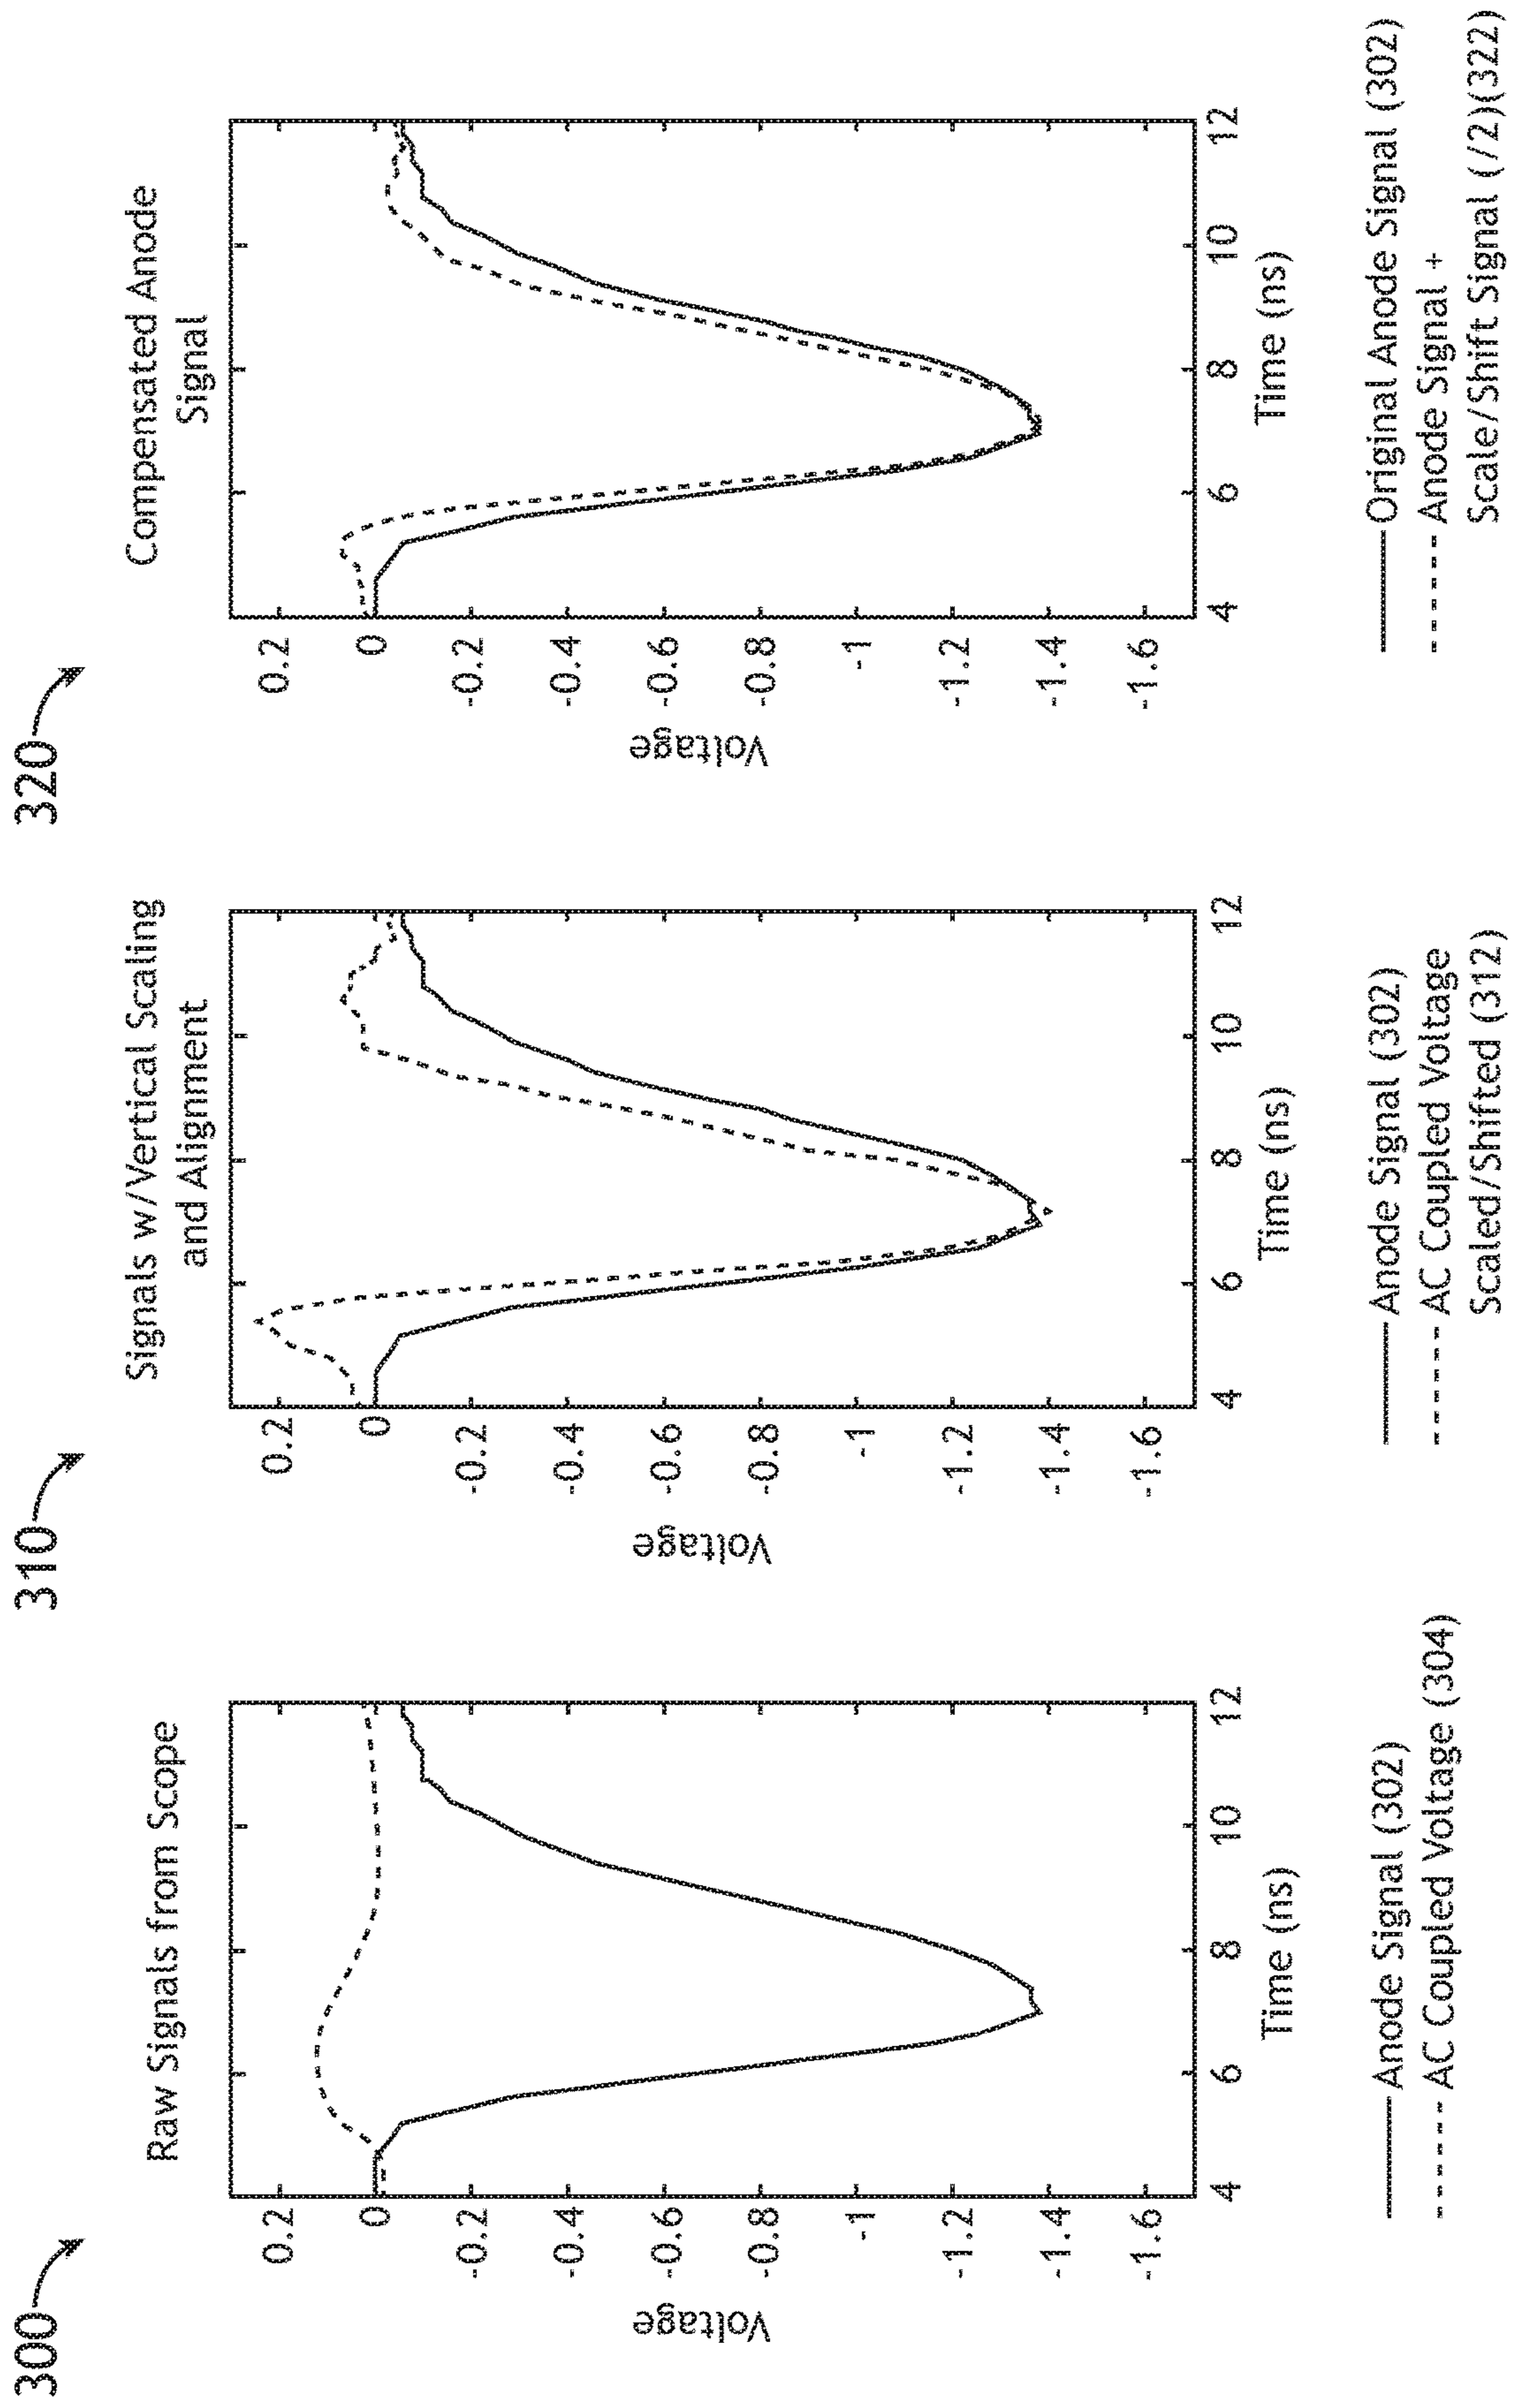 300
Raw Signals from Scope
0.2
0
-0.2
-0.4
-0.6
-0.8
-1
-1.2
-1.4
-1.6
Voltage
4
6
8
10
12
Time (ns)
Anode Signal (302)
AC Coupled Voltage (304)
310
Signals w/Vertical Scaling
and Alignment
0.2
0
-0.2
-0.4
-0.6
-0.8
-1
-1.2
-1.4
-1.6
Voltage
4
6
8
10
12
Time (ns)
Anode Signal (302)
AC Coupled Voltage
Scaled/Shifted (312)
320
Compensated Anode
Signal
0.2
0
-0.2
-0.4
-0.6
-0.8
-1
-1.2
-1.4
-1.6
Voltage
4
6
8
10
12
Time (ns)
Original Anode Signal (302)
Anode Signal +
Scale/Shift Signal (/2)(322)